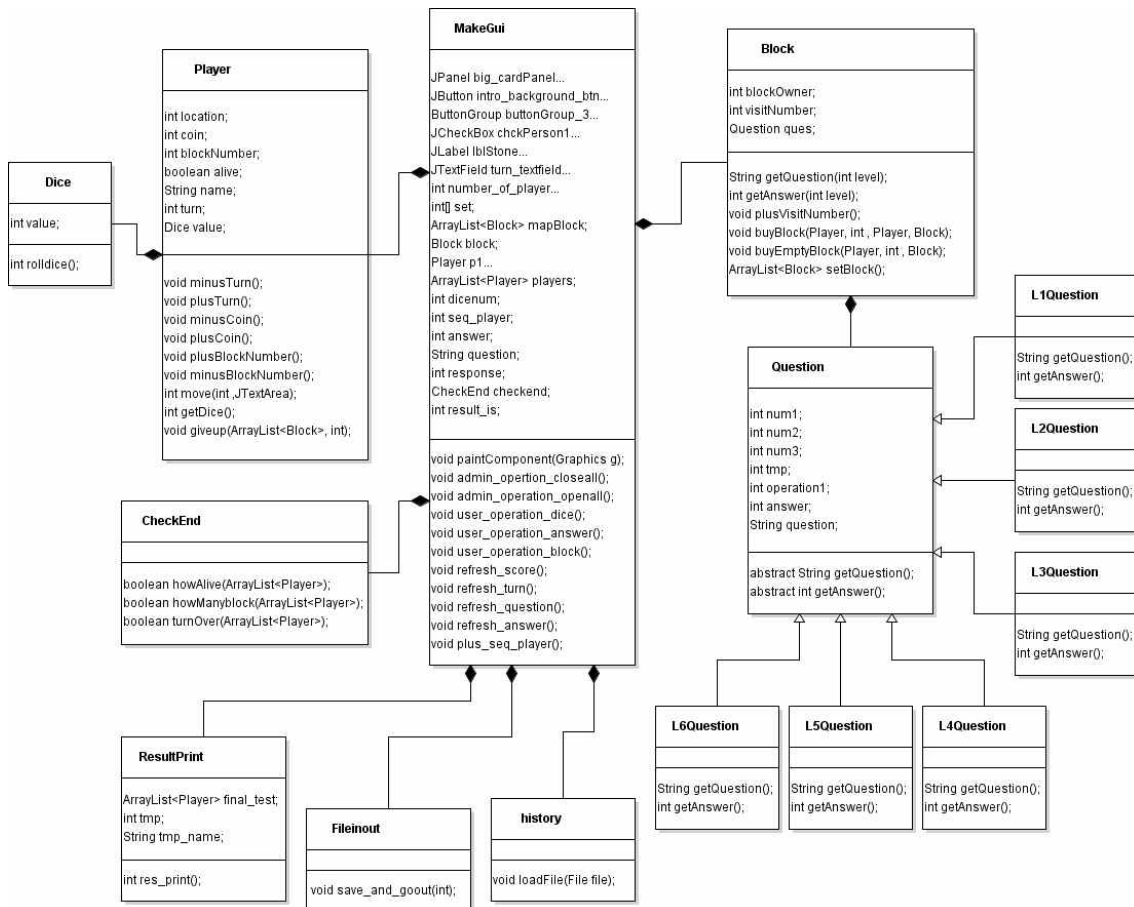 Dice
int value;
int rolldice();
Player
int location;
int coin;
int blockNumber;
boolean alive;
String name;
int turn;
Dice value;
void minusTurn();
void plusTurn();
void minusCoin();
void plusCoin();
void plusBlockNumber();
void minusBlockNumber();
int move(int ,JTextArea);
int getDice();
void giveup(ArrayList<Block>, int);
MakeGui
JPanel big_cardPanel...
JButton intro_background_btn...
ButtonGroup buttonGroup_3...
JCheckBox chckPerson1...
JLabel lblStone...
JTextField turn_textfield...
int number_of_player...
int[] set;
ArrayList<Block> mapBlock;
Block block;
Player p1...
ArrayList<Player> players;
int dicenum;
int seq_player;
int answer;
String question;
int response;
CheckEnd checkend;
int result_is;
void paintComponent(Graphics g);
void admin_opertion_closeall();
void admin_operation_openall();
void user_operation_dice();
void user_operation_answer();
void user_operation_block();
void refresh_score();
void refresh_turn();
void refresh_question();
void refresh_answer();
void plus_seq_player();
Block
int blockOwner;
int visitNumber;
Question ques;
String getQuestion(int level);
int getAnswer(int level);
void plusVisitNumber();
void buyBlock(Player, int , Player, Block);
void buyEmptyBlock(Player, int , Block);
ArrayList<Block> setBlock();
Question
int num1;
int num2;
int num3;
int tmp;
int operation1;
int answer;
String question;
abstract String getQuestion();
abstract int getAnswer();
L1Question
String getQuestion();
int getAnswer();
L2Question
String getQuestion();
int getAnswer();
L3Question
String getQuestion();
int getAnswer();
CheckEnd
boolean howAlive(ArrayList<Player>);
boolean howManyblock(ArrayList<Player>);
boolean turnOver(ArrayList<Player>);
ResultPrint
ArrayList<Player> final_test;
int tmp;
String tmp_name;
int res_print();
Fileinout
void save_and_goout(int);
history
void loadFile(File file);
L6Question
String getQuestion();
int getAnswer();
L5Question
String getQuestion();
int getAnswer();
L4Question
String getQuestion();
int getAnswer();